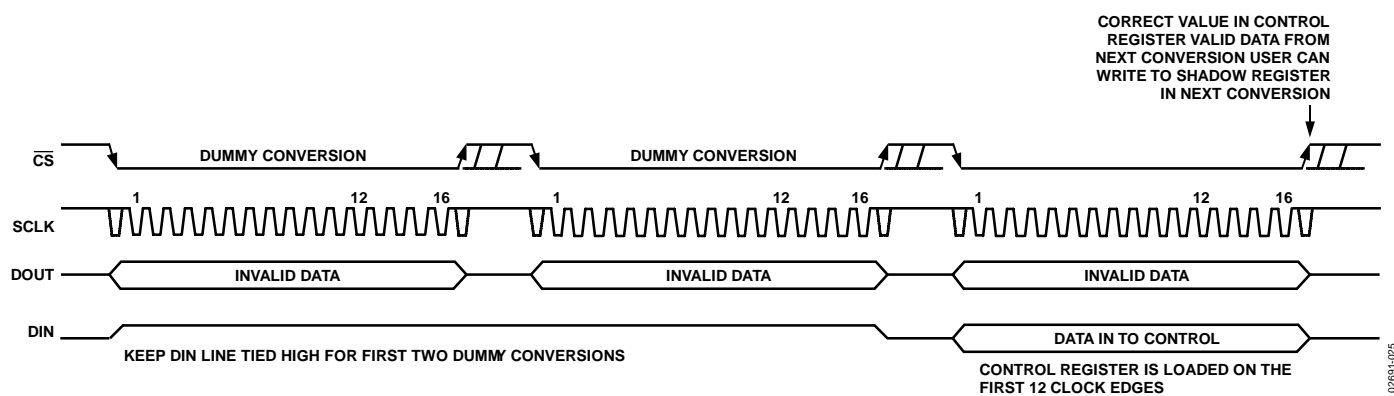 CORRECT VALUE IN CONTROL
REGISTER VALID DATA FROM
NEXT CONVERSION USER CAN
WRITE TO SHADOW REGISTER
IN NEXT CONVERSION
CS
DUMMY CONVERSION
DUMMY CONVERSION
1 12 16 1 12 16 1 12 16
SCLK
DOUT
INVALID DATA
INVALID DATA
INVALID DATA
DIN
DATA IN TO CONTROL
KEEP DIN LINE TIED HIGH FOR FIRST TWO DUMMY CONVERSIONS
CONTROL REGISTER IS LOADED ON THE
FIRST 12 CLOCK EDGES
02691-025